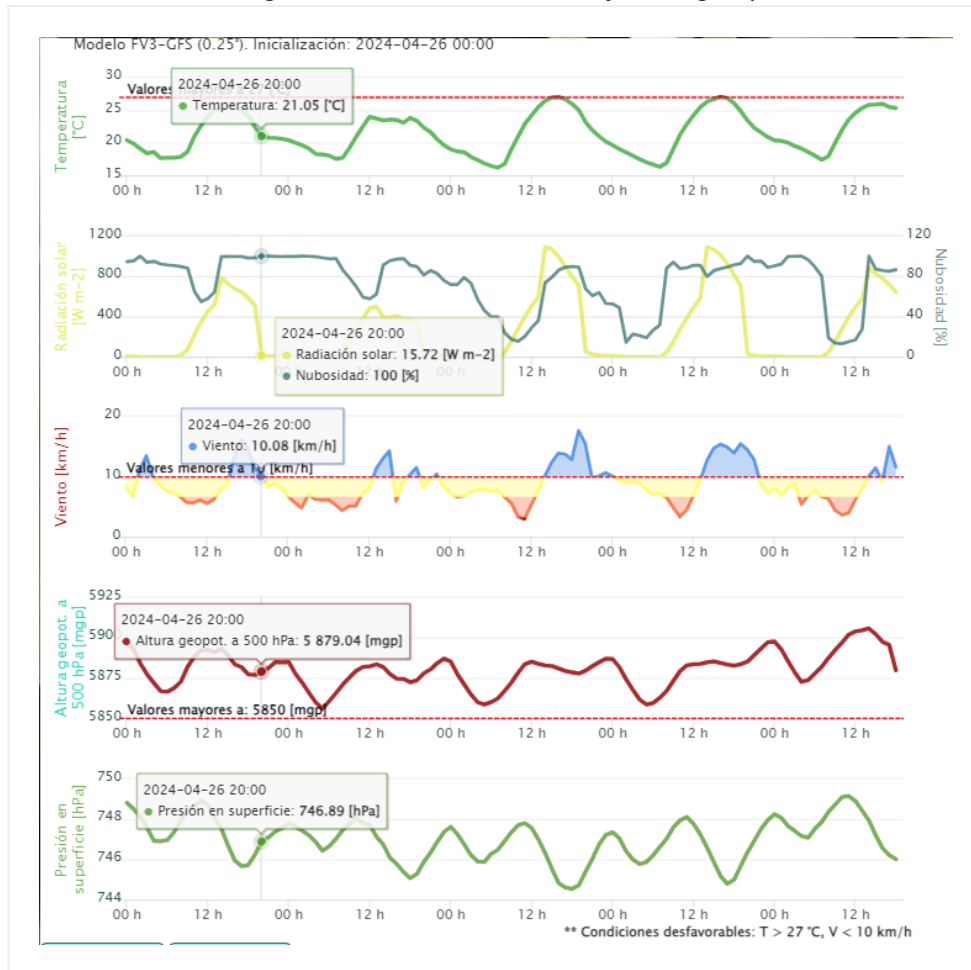 Modelo FV3-GFS (0.25°). Inicialización: 2024-04-26 00:00
Temperatura
[°C]
30
25
20
15
Valores mayores a 27 [°C]
2024-04-26 20:00
Temperatura: 21.05 [°C]
00 h 12 h 00 h 12 h 00 h 12 h 00 h 12 h 00 h 12 h
Radiación solar
[W m-2]
1200
800
400
0
120
80
40
0
Nubosidad [%]
2024-04-26 20:00
Radiación solar: 15.72 [W m-2]
Nubosidad: 100 [%]
00 h 12 h 00 h 12 h 00 h 12 h 00 h 12 h 00 h 12 h
Viento [km/h]
20
10
0
2024-04-26 20:00
Viento: 10.08 [km/h]
Valores menores a 10 [km/h]
00 h 12 h 00 h 12 h 00 h 12 h 00 h 12 h 00 h 12 h
Altura geopot. a
500 hPa [mgp]
5925
5900
5875
5850
2024-04-26 20:00
Altura geopot. a 500 hPa: 5 879.04 [mgp]
Valores mayores a: 5850 [mgp]
00 h 12 h 00 h 12 h 00 h 12 h 00 h 12 h 00 h 12 h
Presión en
superficie [hPa]
750
748
746
744
2024-04-26 20:00
Presión en superficie: 746.89 [hPa]
00 h 12 h 00 h 12 h 00 h 12 h 00 h 12 h 00 h 12 h
** Condiciones desfavorables: T > 27 °C, V < 10 km/h